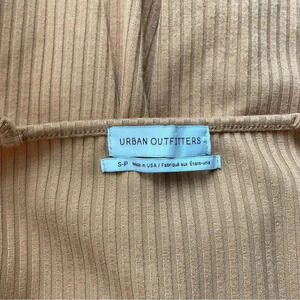 URBAN OUTFITTERS
S-P Made in USA / Fabriqué aux États-unis